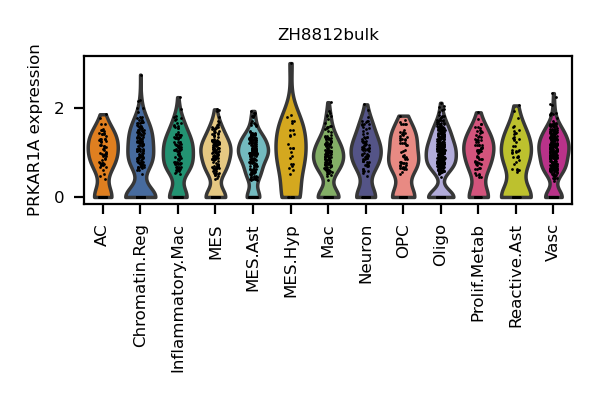 ZH8812bulk
PRKAR1A expression
2
0
AC
Chromatin.Reg
Inflammatory.Mac
MES
MES.Ast
MES.Hyp
Mac
Neuron
OPC
Oligo
Prolif.Metab
Reactive.Ast
Vasc